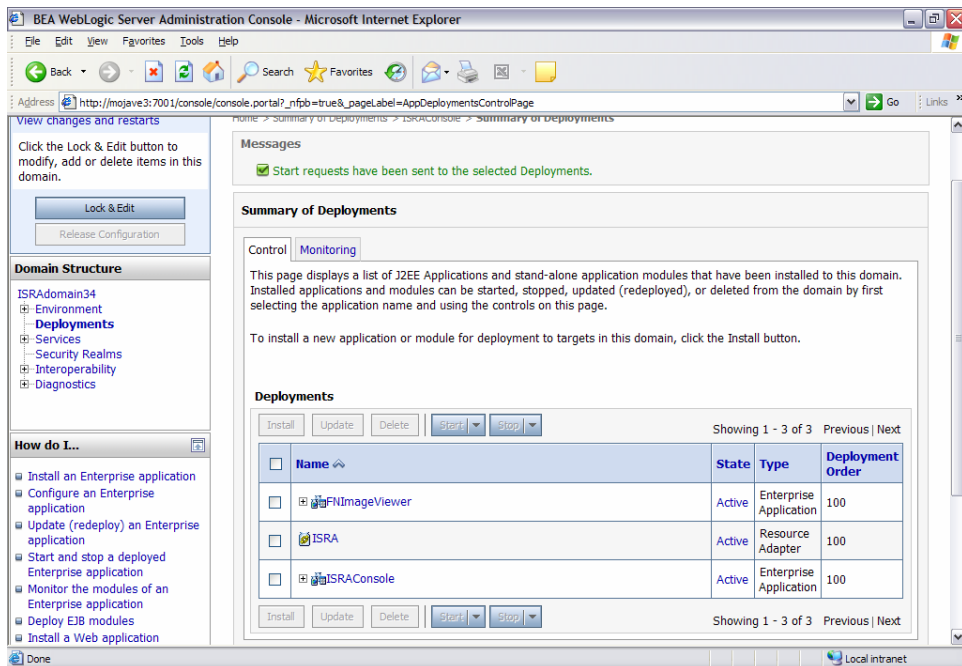 BEA WebLogic Server Administration Console - Microsoft Internet Explorer
File Edit View Favorites Tools Help
Back Search Favorites
Address http://mojave3:7001/console/console.portal?_nfpb=true&_pageLabel=AppDeploymentsControlPage Go Links »
View changes and restarts
Click the Lock & Edit button to
modify, add or delete items in this
domain.
Lock & Edit
Release Configuration
Domain Structure
ISRAdomain34
Environment
Deployments
Services
Security Realms
Interoperability
Diagnostics
How do I...
Install an Enterprise application
Configure an Enterprise
application
Update (redeploy) an Enterprise
application
Start and stop a deployed
Enterprise application
Monitor the modules of an
Enterprise application
Deploy EJB modules
Install a Web application
Home > Summary of Deployments > ISRAConsole > Summary of Deployments
Messages
Start requests have been sent to the selected Deployments.
Summary of Deployments
Control Monitoring
This page displays a list of J2EE Applications and stand-alone application modules that have been installed to this domain.
Installed applications and modules can be started, stopped, updated (redeployed), or deleted from the domain by first
selecting the application name and using the controls on this page.
To install a new application or module for deployment to targets in this domain, click the Install button.
Deployments
Install Update Delete Start Stop Showing 1 - 3 of 3 Previous | Next
Name State Type Deployment
Order
FNImageViewer Active Enterprise
Application 100
ISRA Active Resource
Adapter 100
ISRAConsole Active Enterprise
Application 100
Install Update Delete Start Stop Showing 1 - 3 of 3 Previous | Next
Done Local intranet